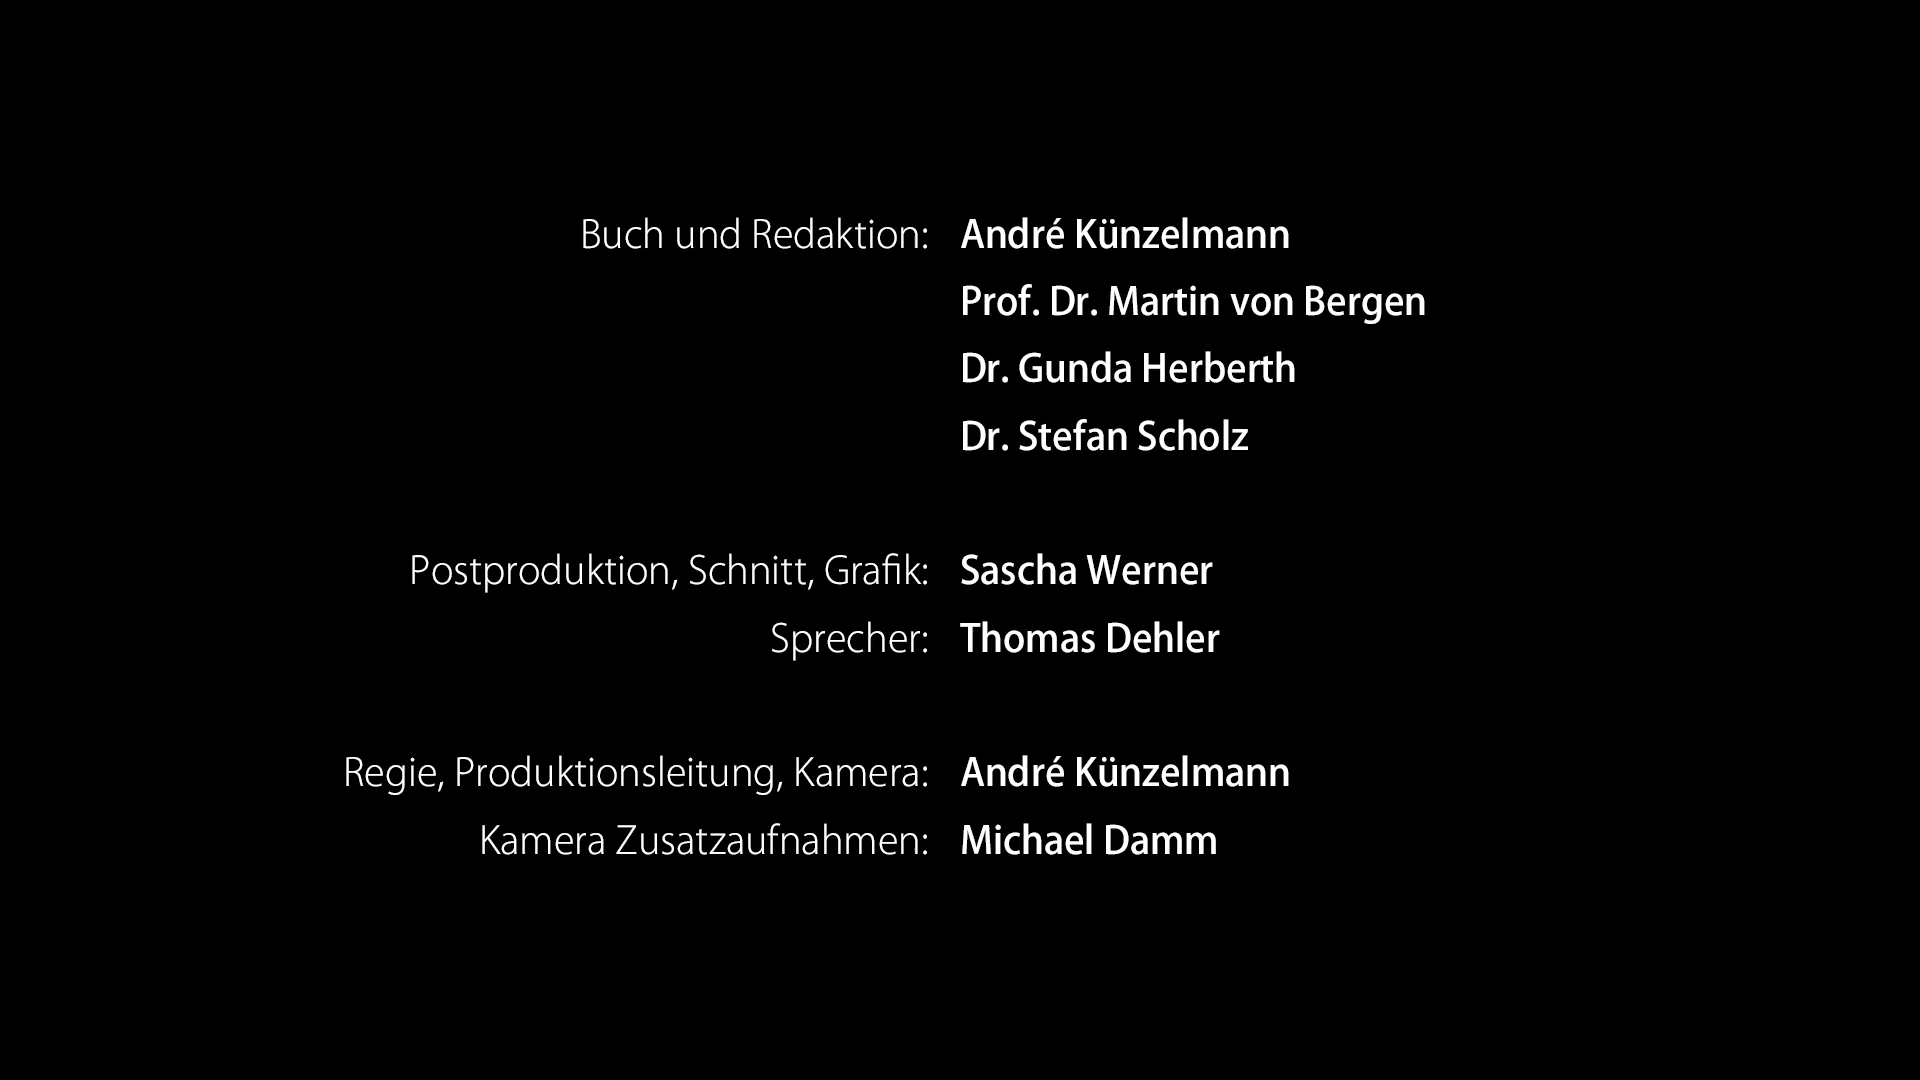 Buch und Redaktion: André Künzelmann
Prof. Dr. Martin von Bergen
Dr. Gunda Herberth
Dr. Stefan Scholz
Postproduktion, Schnitt, Grafik: Sascha Werner
Sprecher: Thomas Dehler
Regie, Produktionsleitung, Kamera: André Künzelmann
Kamera Zusatzaufnahmen: Michael Damm